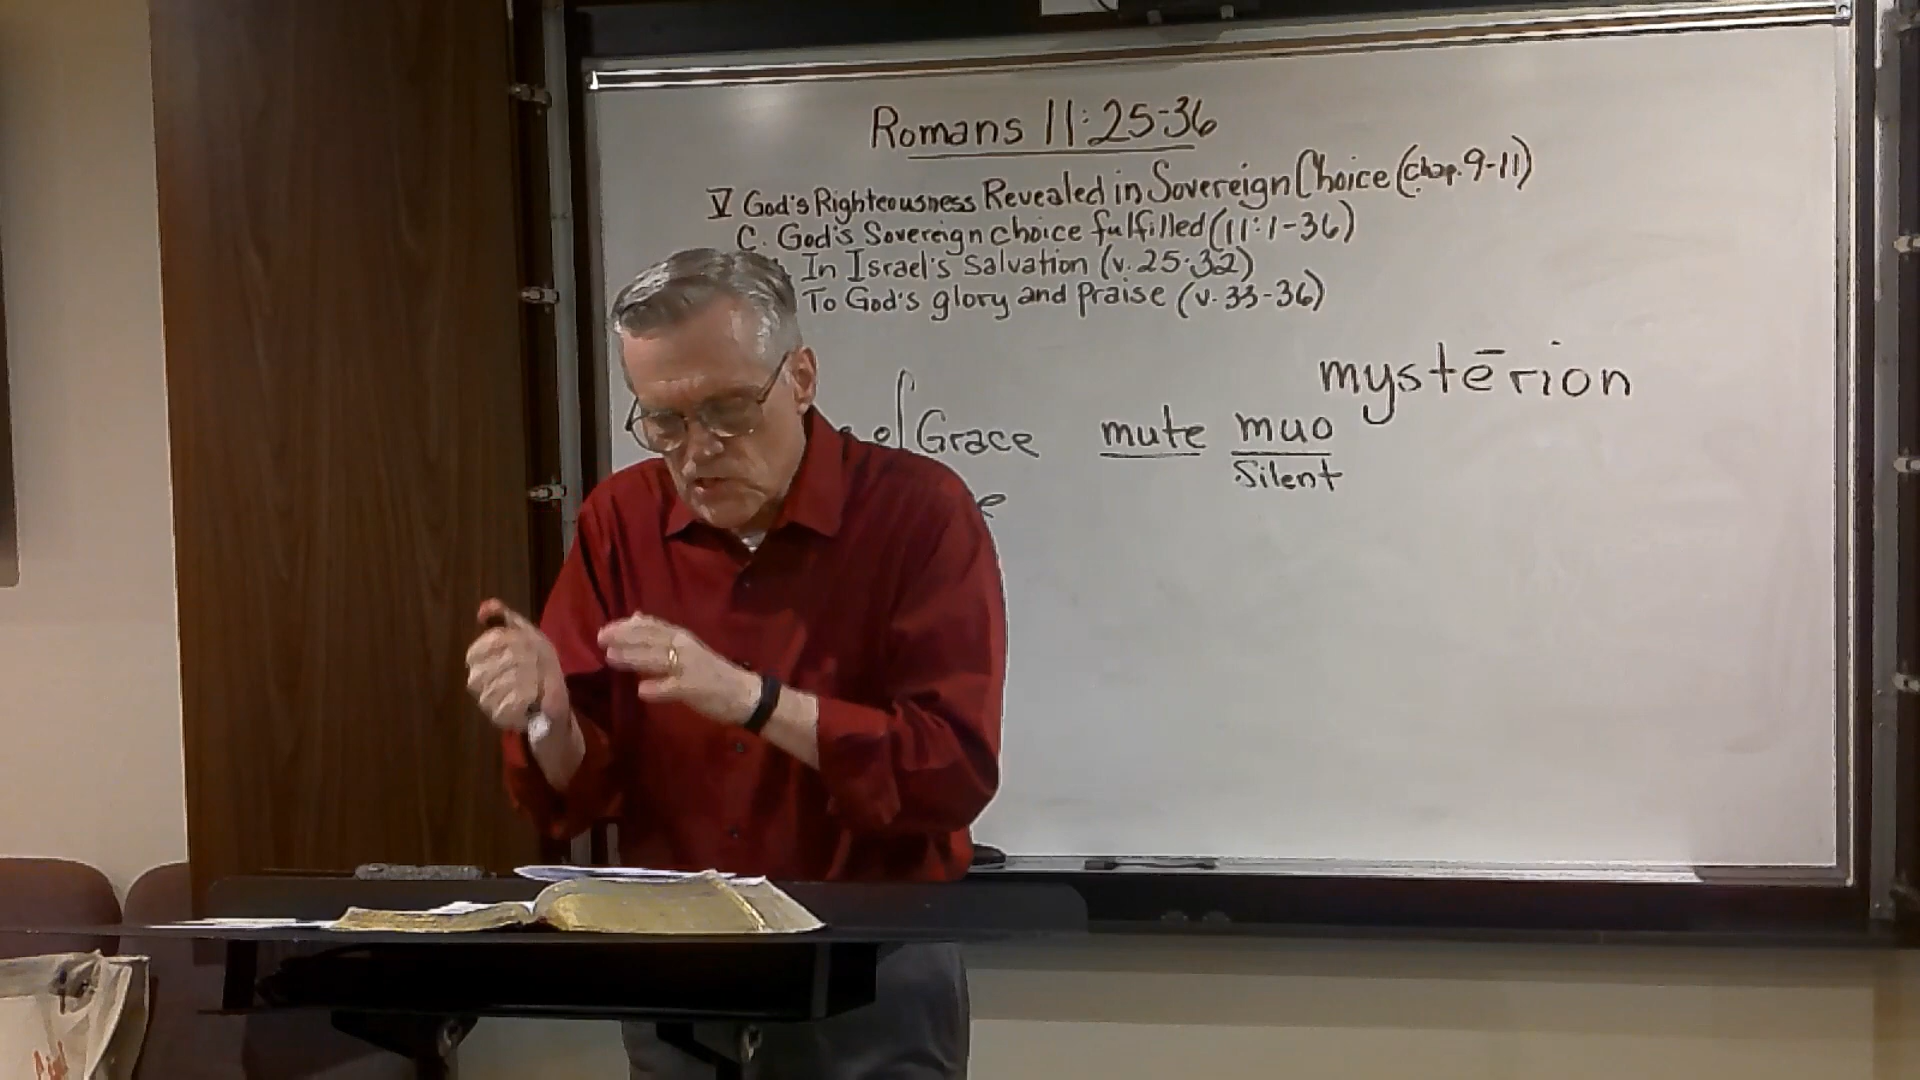 Romans 11:25-36
V God's Righteousness Revealed in Sovereign Choice (chap. 9-11)
C. God's Sovereign choice fulfilled (11:1-36)
In Israel's Salvation (v. 25-32)
To God's glory and Praise (v. 33-36)
mystērion
Grace mute muo
Silent